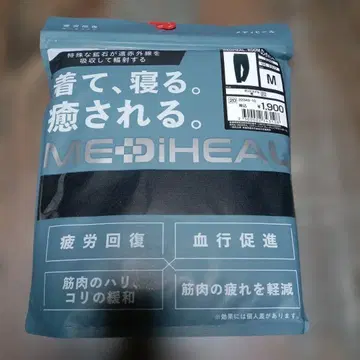 特殊な鉱石が遠赤外線を
吸収して輻射する
着て、寝る。
癒される。
MEDiHEAL
M
¥1,900
疲労回復
血行促進
筋肉のハリ、
コリの緩和
筋肉の疲れを軽減
※効果には個人差があります。